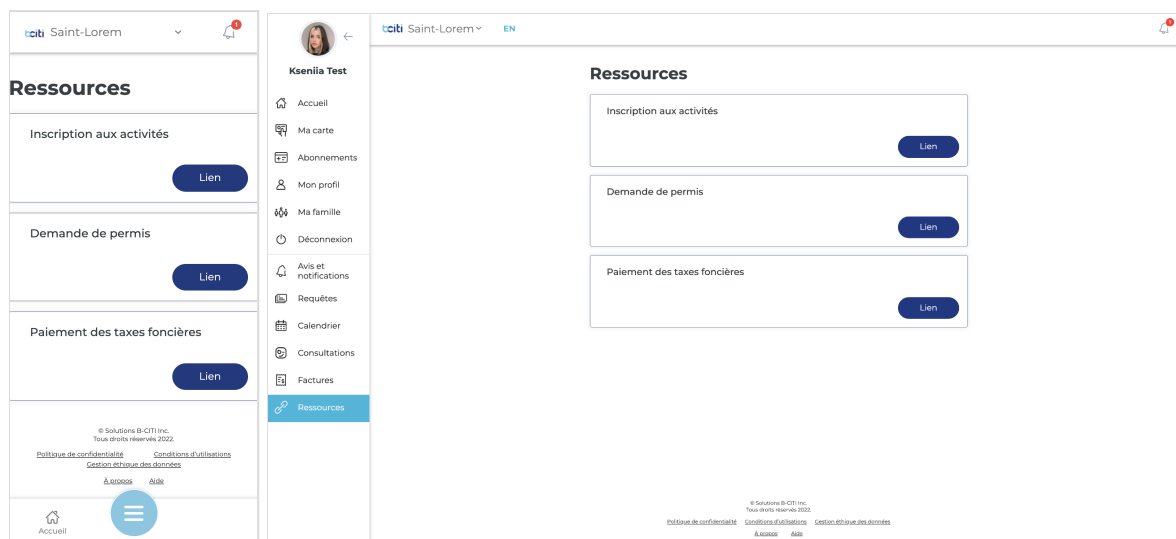 bciti Saint-Lorem
1
Ressources
Inscription aux activités
Lien
Demande de permis
Lien
Paiement des taxes foncières
Lien
© Solutions B-CITI Inc.
Tous droits réservés 2022.
Politique de confidentialité Conditions d'utilisations
Gestion éthique des données
À propos Aide
Accueil
Kseniia Test
Accueil
Ma carte
Abonnements
Mon profil
Ma famille
Déconnexion
Avis et
notifications
Requêtes
Calendrier
Consultations
Factures
Ressources
bciti Saint-Lorem EN
1
Ressources
Inscription aux activités
Lien
Demande de permis
Lien
Paiement des taxes foncières
Lien
© Solutions B-CITI Inc.
Tous droits réservés 2022.
Politique de confidentialité Conditions d'utilisations Gestion éthique des données
À propos Aide